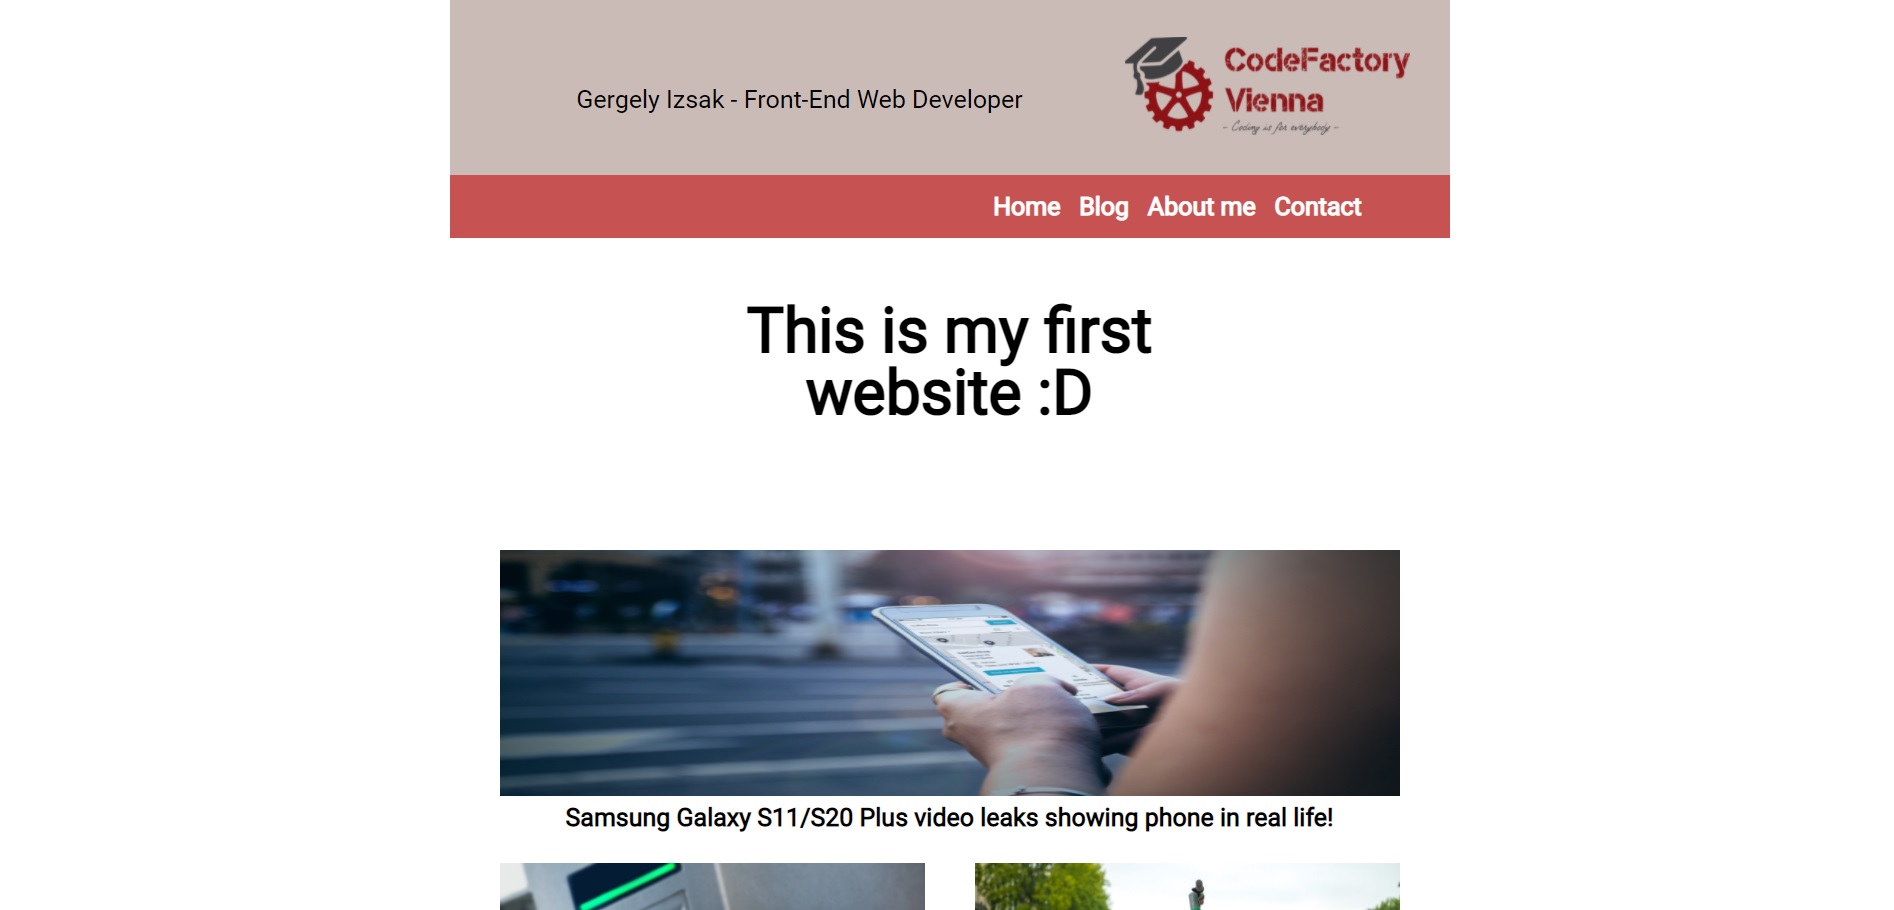 Gergely Izsak - Front-End Web Developer
CodeFactory
Vienna
- Coding is for everybody -
Home Blog About me Contact
This is my first
website :D
Samsung Galaxy S11/S20 Plus video leaks showing phone in real life!